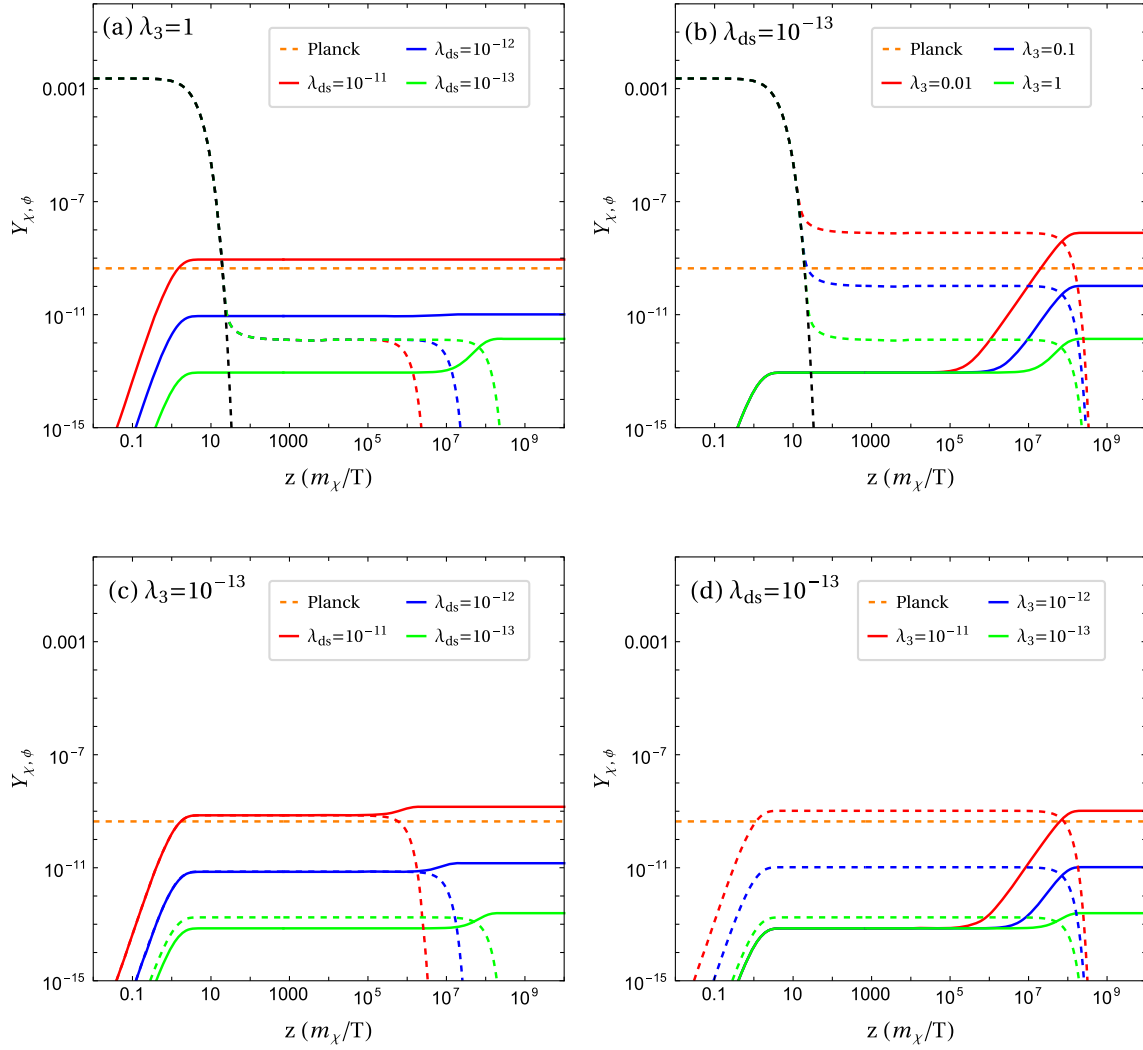 (a) λ₃=1
Planck
λds=10⁻¹²
λds=10⁻¹¹
λds=10⁻¹³
0.001
10⁻⁷
10⁻¹¹
10⁻¹⁵
Yχ,ϕ
0.1
10
1000
10⁵
10⁷
10⁹
z (mχ/T)
(b) λds=10⁻¹³
Planck
λ₃=0.1
λ₃=0.01
λ₃=1
0.001
10⁻⁷
10⁻¹¹
10⁻¹⁵
Yχ,ϕ
0.1
10
1000
10⁵
10⁷
10⁹
z (mχ/T)
(c) λ₃=10⁻¹³
Planck
λds=10⁻¹²
λds=10⁻¹¹
λds=10⁻¹³
0.001
10⁻⁷
10⁻¹¹
10⁻¹⁵
Yχ,ϕ
0.1
10
1000
10⁵
10⁷
10⁹
z (mχ/T)
(d) λds=10⁻¹³
Planck
λ₃=10⁻¹²
λ₃=10⁻¹¹
λ₃=10⁻¹³
0.001
10⁻⁷
10⁻¹¹
10⁻¹⁵
Yχ,ϕ
0.1
10
1000
10⁵
10⁷
10⁹
z (mχ/T)